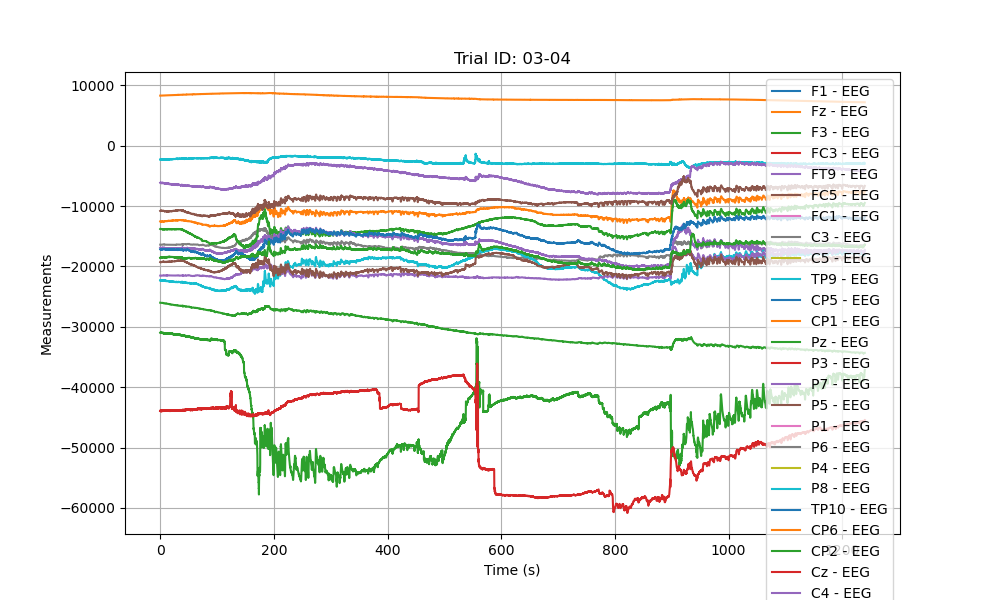 Trial ID: 03-04
10000
0
−10000
−20000
−30000
−40000
−50000
−60000
Measurements
0
200
400
600
800
1000
1200
Time (s)
F1 - EEG
Fz - EEG
F3 - EEG
FC3 - EEG
FT9 - EEG
FC5 - EEG
FC1 - EEG
C3 - EEG
C5 - EEG
TP9 - EEG
CP5 - EEG
CP1 - EEG
Pz - EEG
P3 - EEG
P7 - EEG
P5 - EEG
P1 - EEG
P6 - EEG
P4 - EEG
P8 - EEG
TP10 - EEG
CP6 - EEG
CP2 - EEG
Cz - EEG
C4 - EEG